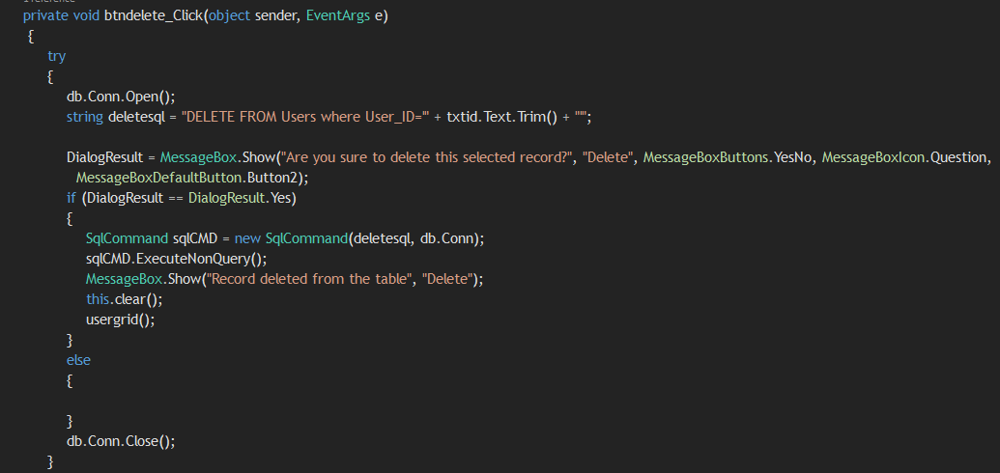 1 reference
private void btndelete_Click(object sender, EventArgs e)
{
try
{
db.Conn.Open();
string deletesql = "DELETE FROM Users where User_ID='" + txtid.Text.Trim() + "'";
DialogResult = MessageBox.Show("Are you sure to delete this selected record?", "Delete", MessageBoxButtons.YesNo, MessageBoxIcon.Question,
MessageBoxDefaultButton.Button2);
if (DialogResult == DialogResult.Yes)
{
SqlCommand sqlCMD = new SqlCommand(deletesql, db.Conn);
sqlCMD.ExecuteNonQuery();
MessageBox.Show("Record deleted from the table", "Delete");
this.clear();
usergrid();
}
else
{
}
db.Conn.Close();
}